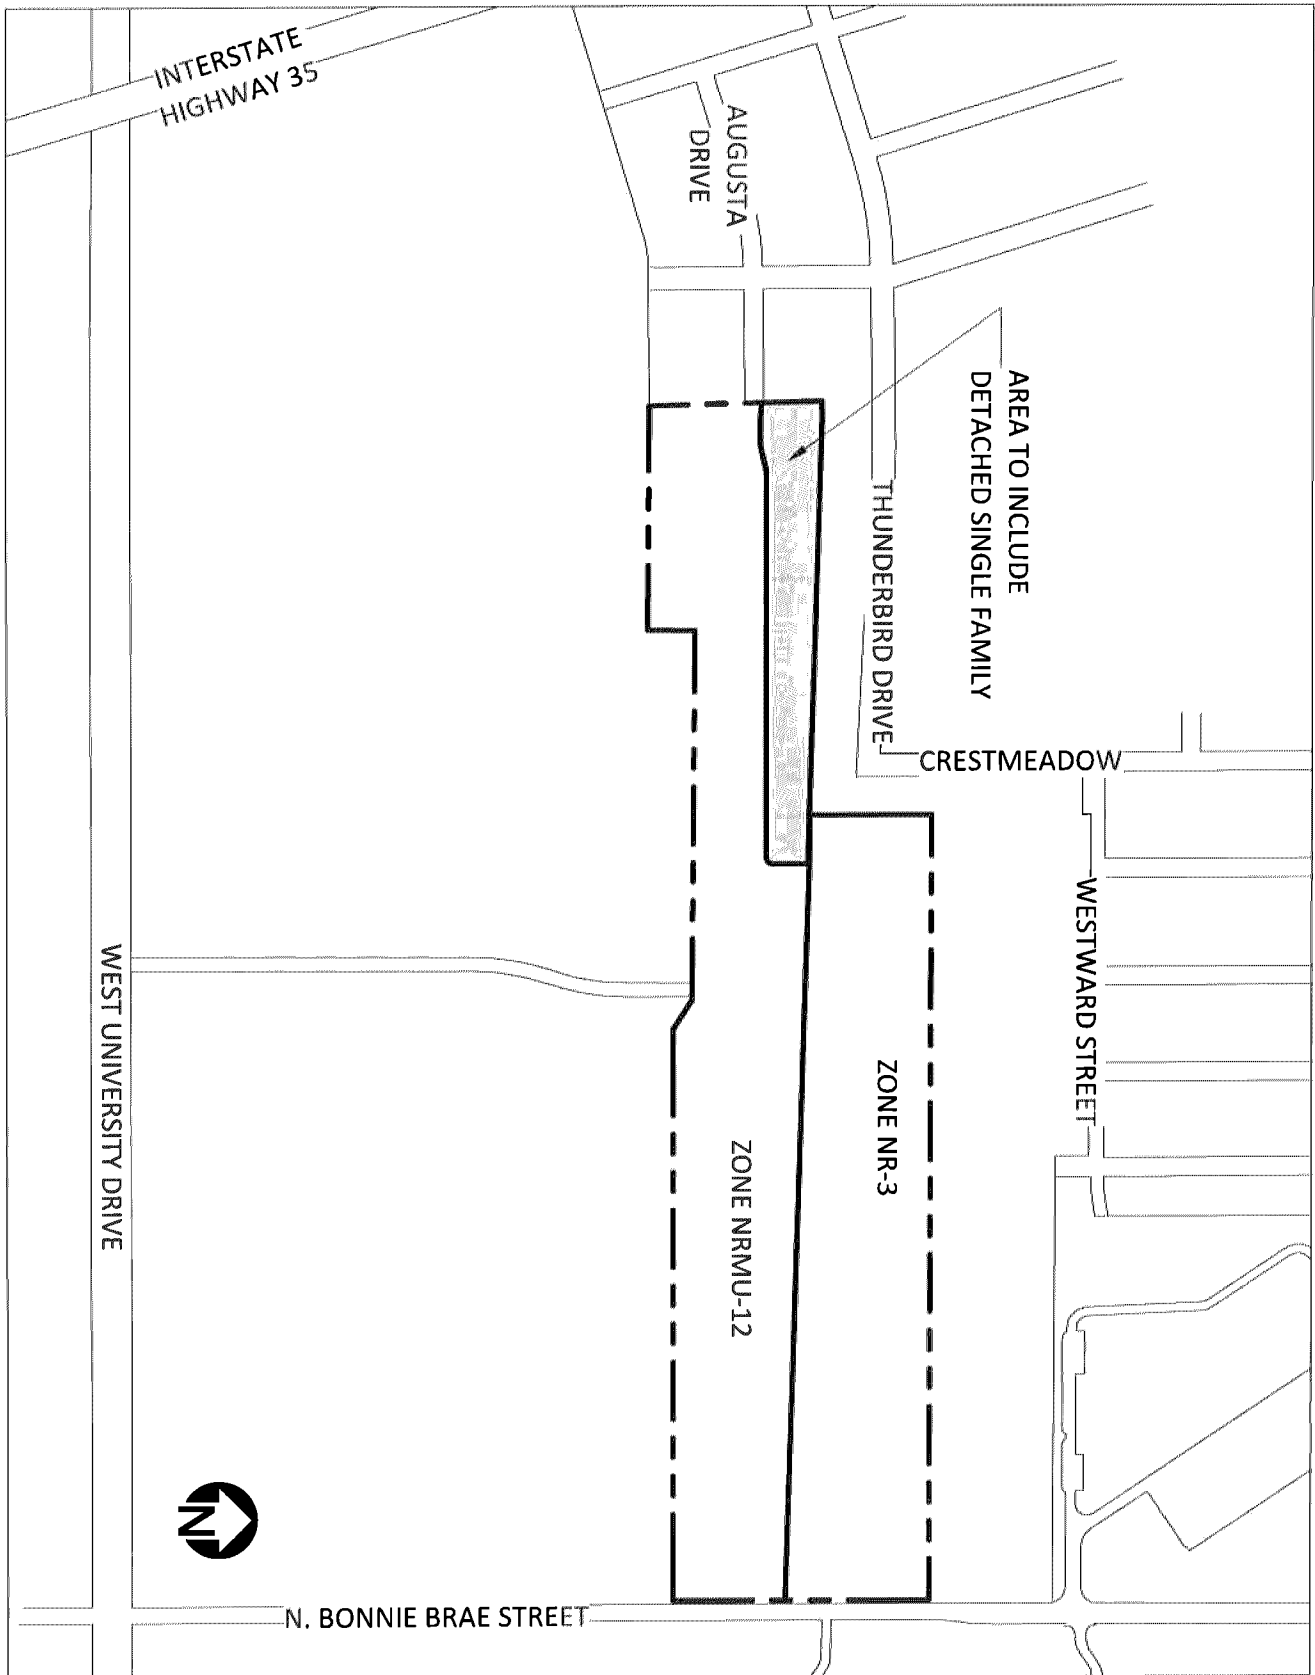 INTERSTATE
HIGHWAY 35
AUGUSTA
DRIVE
AREA TO INCLUDE
DETACHED SINGLE FAMILY
THUNDERBIRD DRIVE
CRESTMEADOW
WESTWARD STREET
ZONE NR-3
ZONE NRMU-12
WEST UNIVERSITY DRIVE
N. BONNIE BRAE STREET
N